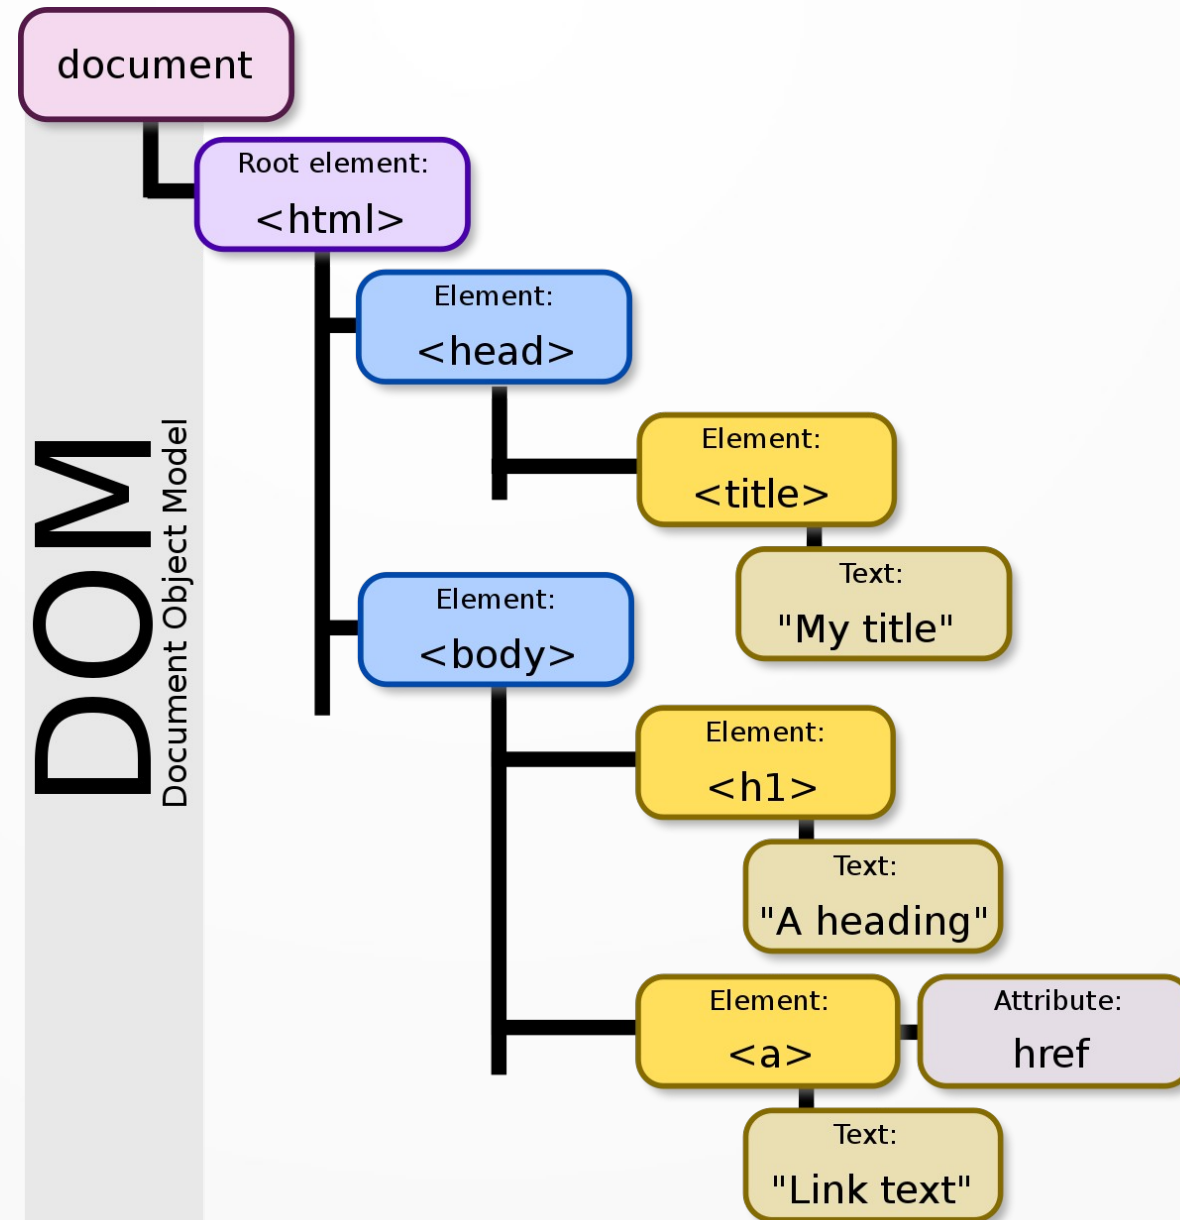 document
Root element:
<html>
Element:
<head>
Element:
<title>
Text:
"My title"
Element:
<body>
Element:
<h1>
Text:
"A heading"
Element:
<a>
Attribute:
href
Text:
"Link text"
DOM
Document Object Model